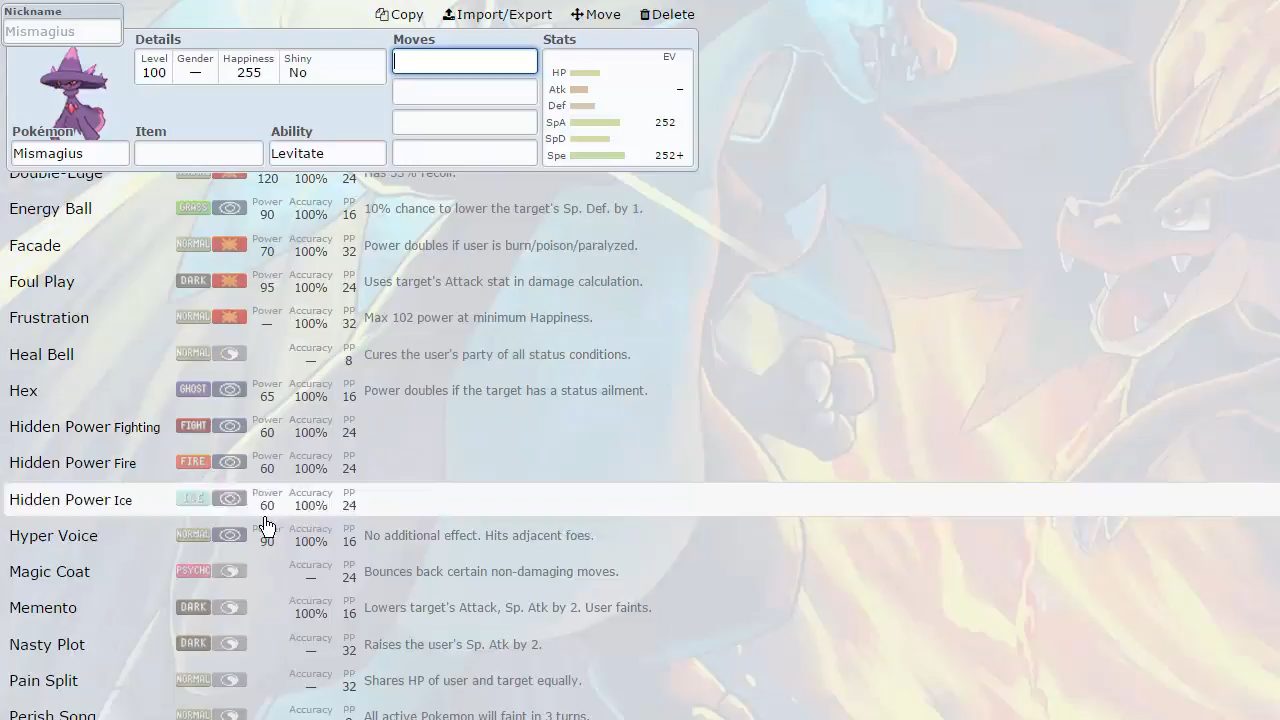 Nickname
Mismagius
Copy Import/Export Move Delete
Details Moves Stats
Level Gender Happiness Shiny
100 — 255 No
EV
HP
Atk –
Def
SpA 252
SpD
Spe 252+
Pokémon Item Ability
Mismagius Levitate
Double-Edge 120 100% 24 Has 33% recoil.
Energy Ball GRASS Power 90 Accuracy 100% PP 16 10% chance to lower the target's Sp. Def. by 1.
Facade NORMAL Power 70 Accuracy 100% PP 32 Power doubles if user is burn/poison/paralyzed.
Foul Play DARK Power 95 Accuracy 100% PP 24 Uses target's Attack stat in damage calculation.
Frustration NORMAL Power — Accuracy 100% PP 32 Max 102 power at minimum Happiness.
Heal Bell NORMAL Accuracy — PP 8 Cures the user's party of all status conditions.
Hex GHOST Power 65 Accuracy 100% PP 16 Power doubles if the target has a status ailment.
Hidden Power Fighting FIGHT Power 60 Accuracy 100% PP 24
Hidden Power Fire FIRE Power 60 Accuracy 100% PP 24
Hidden Power Ice ICE Power 60 Accuracy 100% PP 24
Hyper Voice NORMAL Power 90 Accuracy 100% PP 16 No additional effect. Hits adjacent foes.
Magic Coat PSYCHC Accuracy — PP 24 Bounces back certain non-damaging moves.
Memento DARK Accuracy 100% PP 16 Lowers target's Attack, Sp. Atk by 2. User faints.
Nasty Plot DARK Accuracy — PP 32 Raises the user's Sp. Atk by 2.
Pain Split NORMAL Accuracy — PP 32 Shares HP of user and target equally.
Perish Song NORMAL Accuracy PP All active Pokemon will faint in 3 turns.